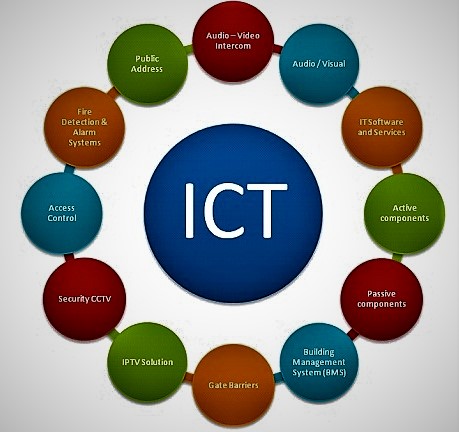 Audio – Video
Intercom
Audio / Visual
IT Software
and Services
Active
components
Passive
components
Building
Management
System (BMS)
Gate Barriers
IPTV Solution
Security CCTV
Access
Control
Fire
Detection &
Alarm
Systems
Public
Address
ICT